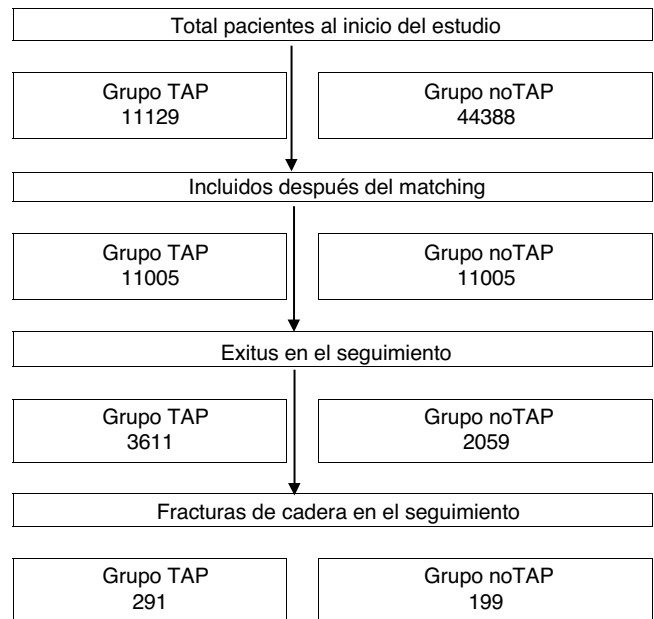 Total pacientes al inicio del estudio
Grupo TAP
11129
Grupo noTAP
44388
Incluidos después del matching
Grupo TAP
11005
Grupo noTAP
11005
Exitus en el seguimiento
Grupo TAP
3611
Grupo noTAP
2059
Fracturas de cadera en el seguimiento
Grupo TAP
291
Grupo noTAP
199